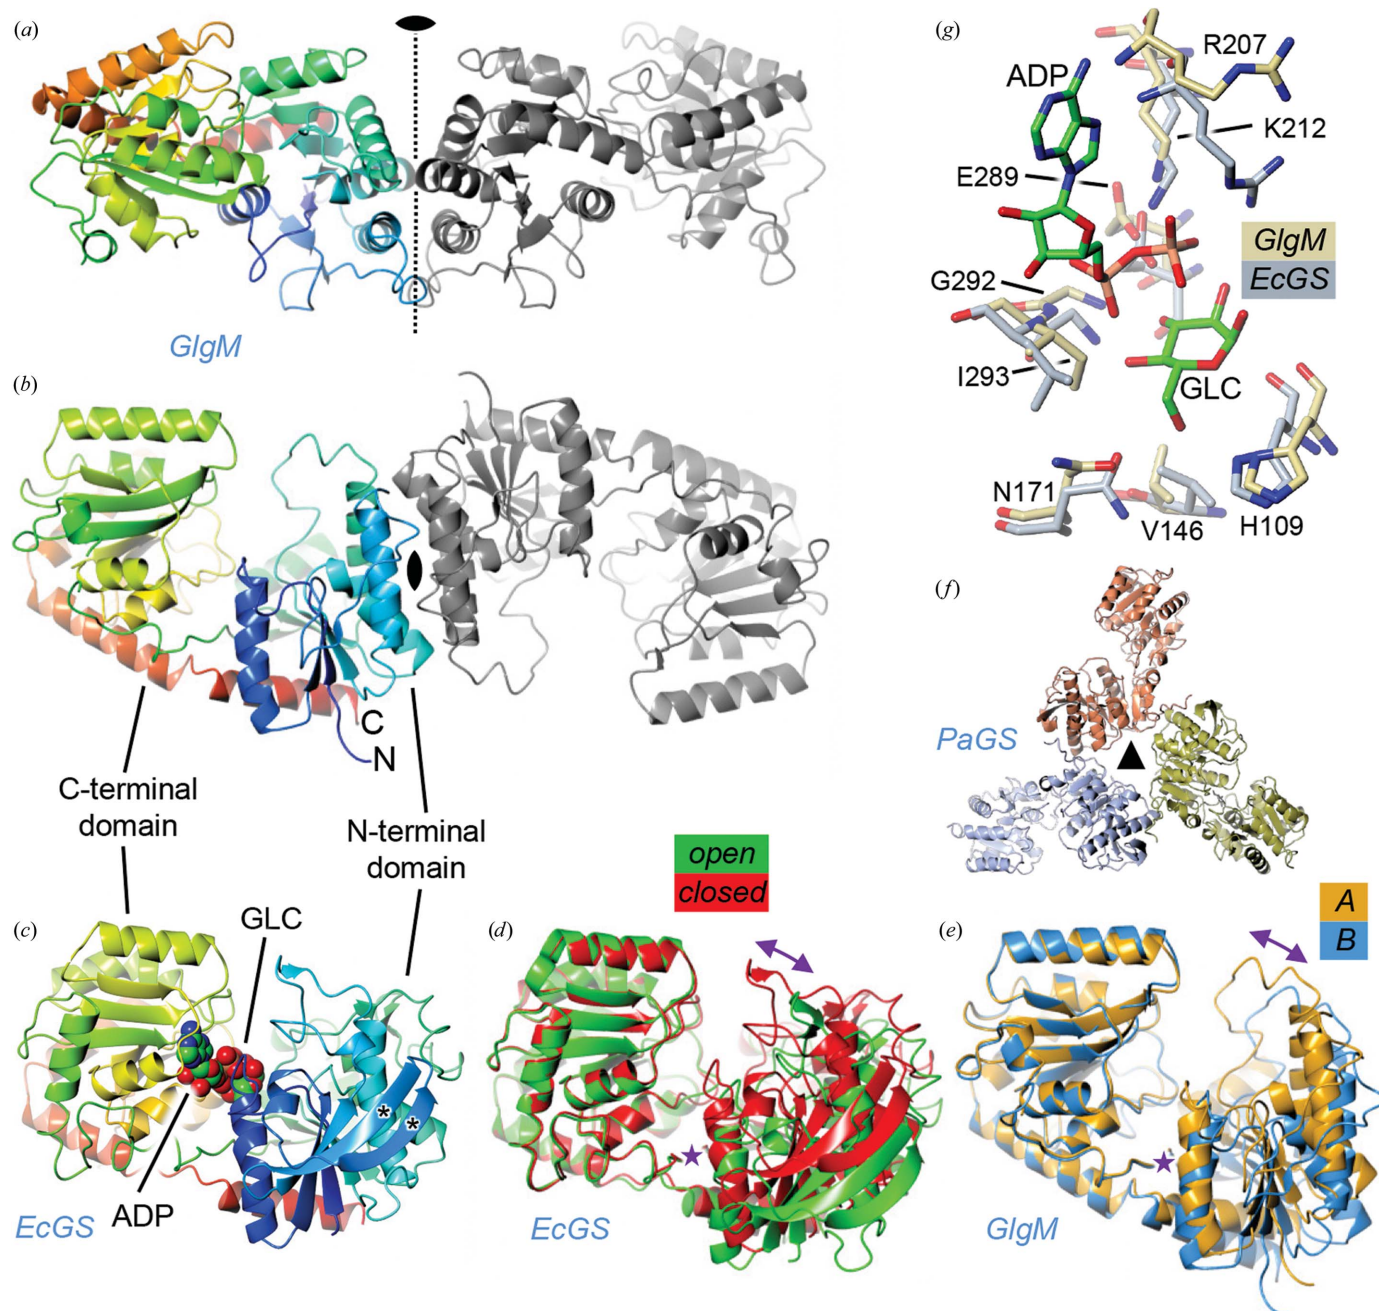 (a)
GlgM
(b)
C
N
C-terminal
domain
N-terminal
domain
(c)
GLC
ADP
EcGS
* *
(d)
open
closed
EcGS
(e)
A
B
GlgM
(f)
PaGS
(g)
ADP
R207
K212
E289
GlgM
EcGS
G292
I293
GLC
N171
V146
H109